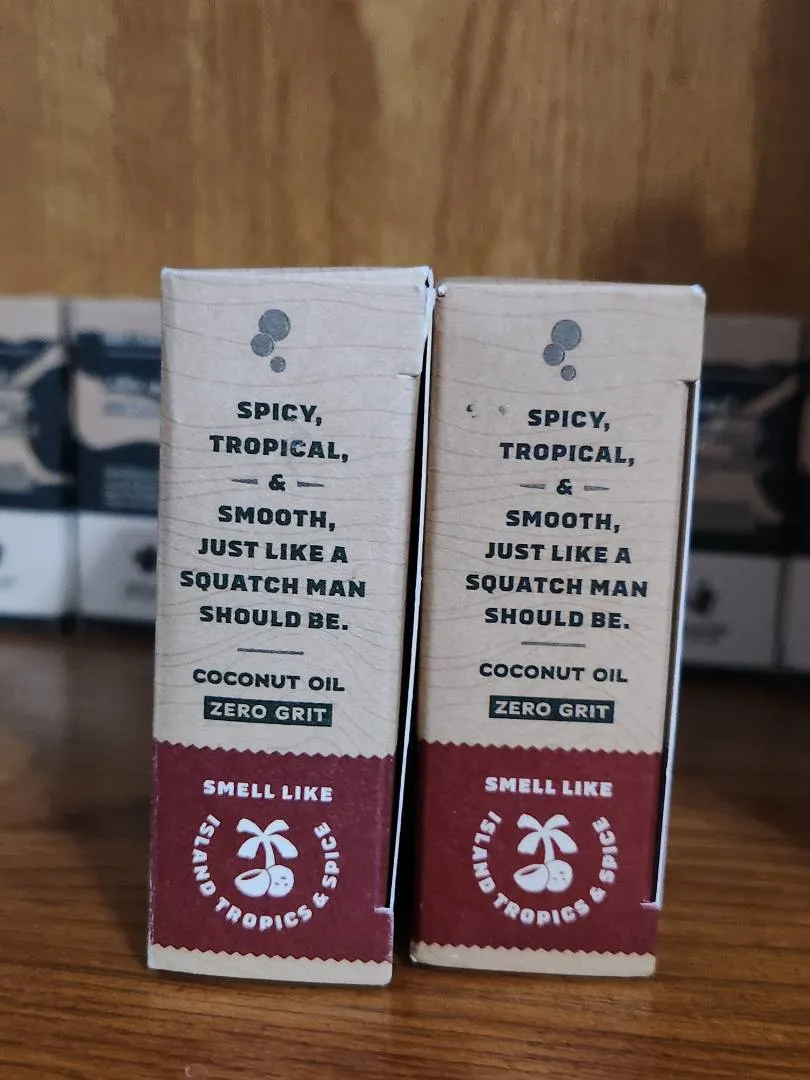 SPICY,
TROPICAL,
&
SMOOTH,
JUST LIKE A
SQUATCH MAN
SHOULD BE.
COCONUT OIL
ZERO GRIT
SMELL LIKE
ISLAND TROPICS & SPICE
SPICY,
TROPICAL,
&
SMOOTH,
JUST LIKE A
SQUATCH MAN
SHOULD BE.
COCONUT OIL
ZERO GRIT
SMELL LIKE
ISLAND TROPICS & SPICE